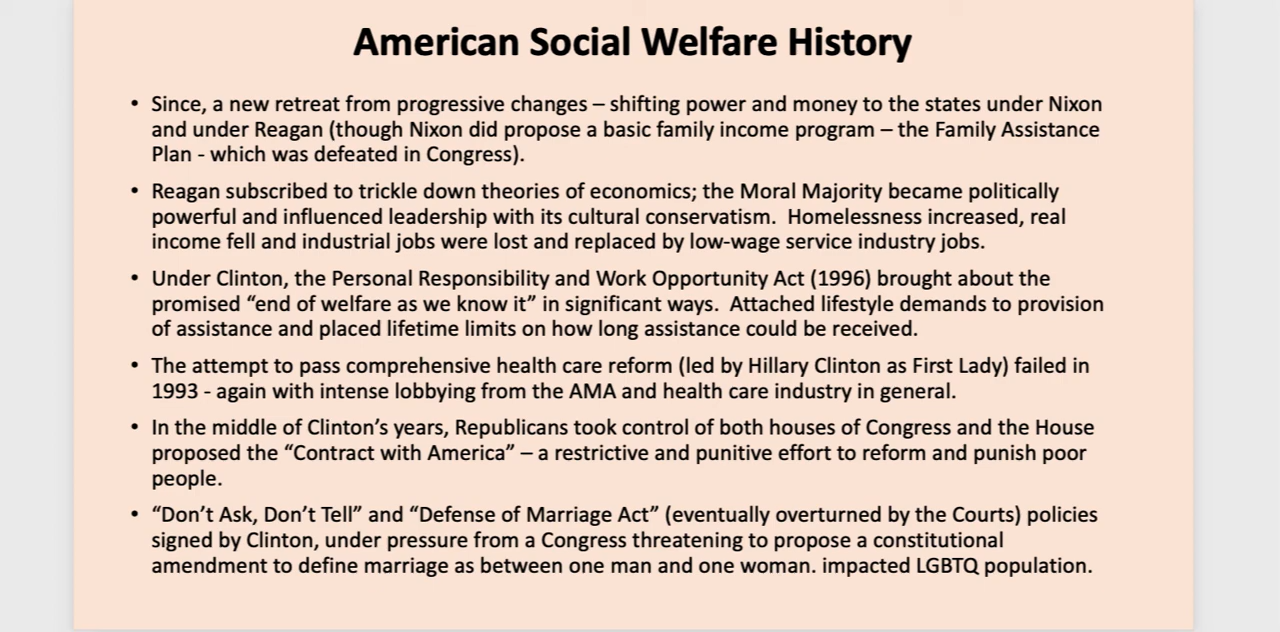 American Social Welfare History
• Since, a new retreat from progressive changes – shifting power and money to the states under Nixon
and under Reagan (though Nixon did propose a basic family income program – the Family Assistance
Plan - which was defeated in Congress).
• Reagan subscribed to trickle down theories of economics; the Moral Majority became politically
powerful and influenced leadership with its cultural conservatism.  Homelessness increased, real
income fell and industrial jobs were lost and replaced by low-wage service industry jobs.
• Under Clinton, the Personal Responsibility and Work Opportunity Act (1996) brought about the
promised “end of welfare as we know it” in significant ways.  Attached lifestyle demands to provision
of assistance and placed lifetime limits on how long assistance could be received.
• The attempt to pass comprehensive health care reform (led by Hillary Clinton as First Lady) failed in
1993 - again with intense lobbying from the AMA and health care industry in general.
• In the middle of Clinton’s years, Republicans took control of both houses of Congress and the House
proposed the “Contract with America” – a restrictive and punitive effort to reform and punish poor
people.
• “Don’t Ask, Don’t Tell” and “Defense of Marriage Act” (eventually overturned by the Courts) policies
signed by Clinton, under pressure from a Congress threatening to propose a constitutional
amendment to define marriage as between one man and one woman. impacted LGBTQ population.